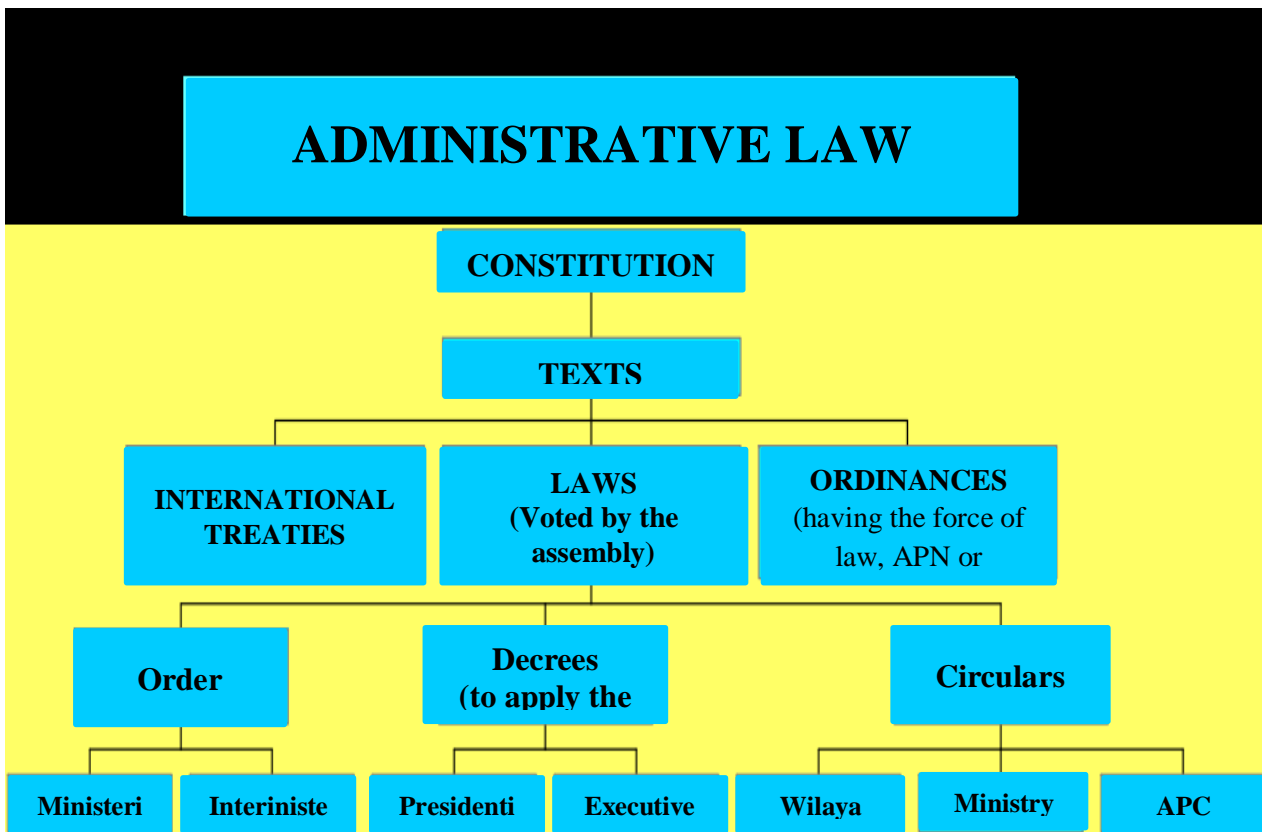 ADMINISTRATIVE LAW
CONSTITUTION
TEXTS
INTERNATIONAL
TREATIES
LAWS
(Voted by the
assembly)
ORDINANCES
(having the force of
law, APN or
Order
Decrees
(to apply the
Circulars
Ministeri
Interiniste
Presidenti
Executive
Wilaya
Ministry
APC